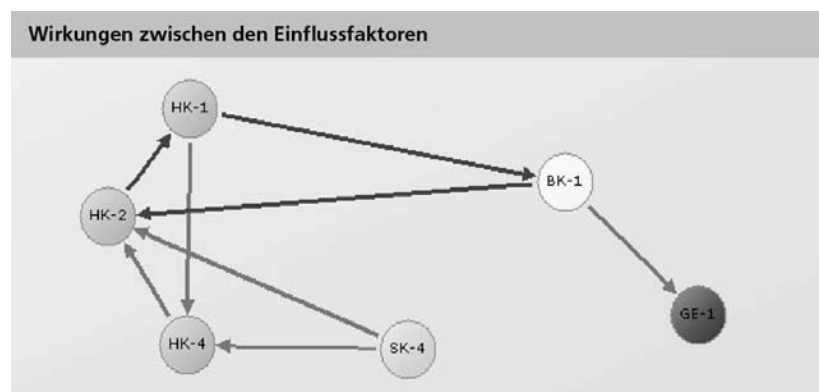 Wirkungen zwischen den Einflussfaktoren
HK-1
BK-1
HK-2
GE-1
HK-4
SK-4